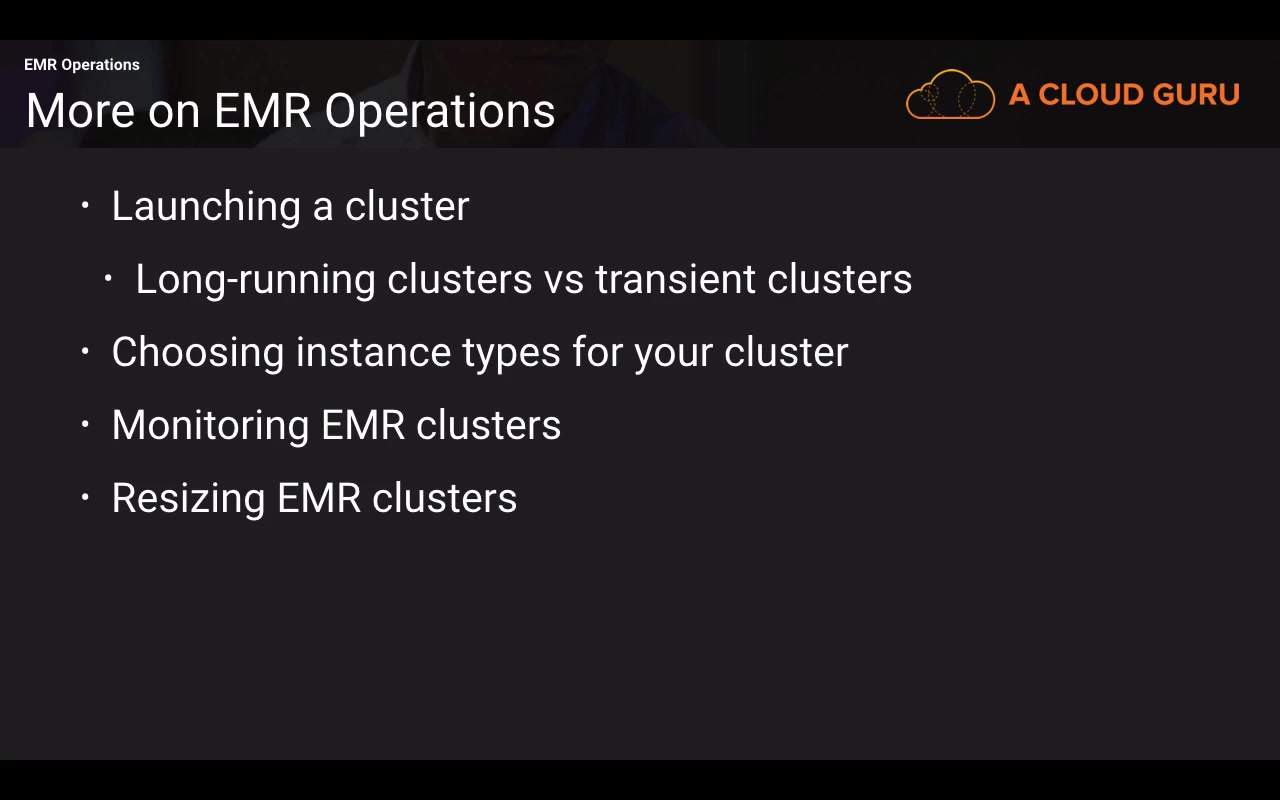 EMR Operations
More on EMR Operations
A CLOUD GURU
• Launching a cluster
• Long-running clusters vs transient clusters
• Choosing instance types for your cluster
• Monitoring EMR clusters
• Resizing EMR clusters